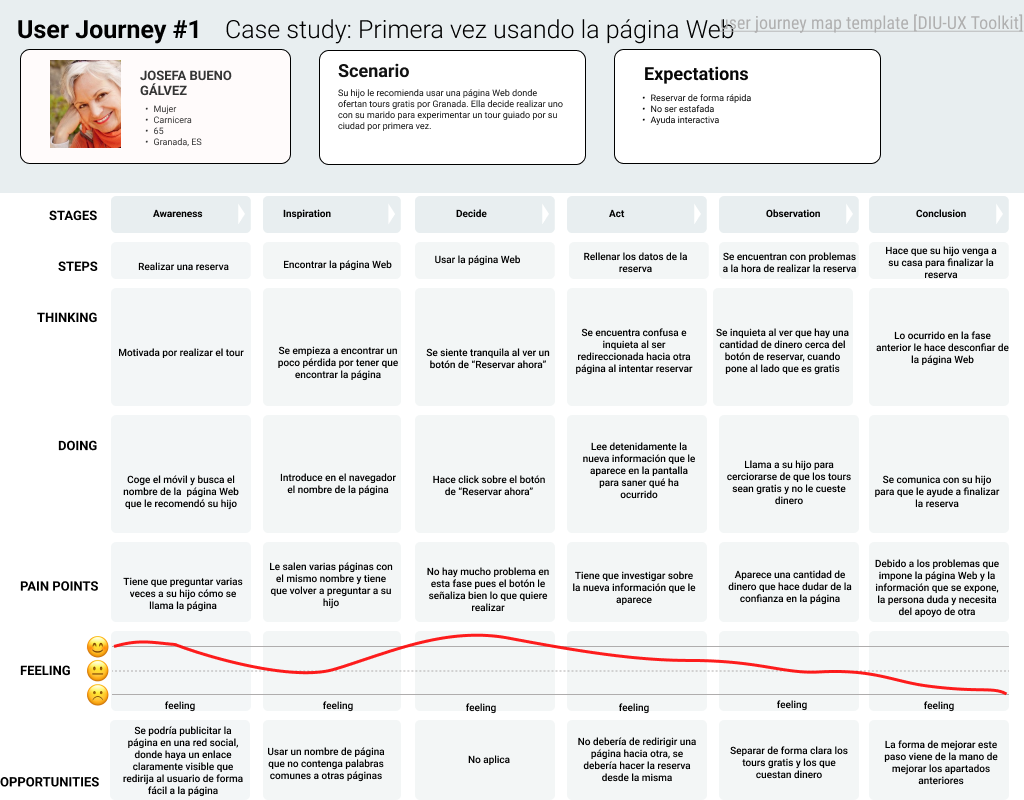 User Journey #1 Case study: Primera vez usando la página Web
user journey map template [DIU-UX Toolkit]
JOSEFA BUENO
GÁLVEZ
• Mujer
• Carnicera
• 65
• Granada, ES
Scenario
Su hijo le recomienda usar una página Web donde
ofertan tours gratis por Granada. Ella decide realizar uno
con su marido para experimentar un tour guiado por su
ciudad por primera vez.
Expectations
• Reservar de forma rápida
• No ser estafada
• Ayuda interactiva
STAGES
Awareness
Inspiration
Decide
Act
Observation
Conclusion
STEPS
Realizar una reserva
Encontrar la página Web
Usar la página Web
Rellenar los datos de la
reserva
Se encuentran con problemas
a la hora de realizar la reserva
Hace que su hijo venga a
su casa para finalizar la
reserva
THINKING
Motivada por realizar el tour
Se empieza a encontrar un
poco pérdida por tener que
encontrar la página
Se siente tranquila al ver un
botón de “Reservar ahora”
Se encuentra confusa e
inquieta al ser
redireccionada hacia otra
página al intentar reservar
Se inquieta al ver que hay una
cantidad de dinero cerca del
botón de reservar, cuando
pone al lado que es gratis
Lo ocurrido en la fase
anterior le hace desconfiar de
la página Web
DOING
Coge el móvil y busca el
nombre de la página Web
que le recomendó su hijo
Introduce en el navegador
el nombre de la página
Hace click sobre el botón
de “Reservar ahora”
Lee detenidamente la
nueva información que le
aparece en la pantalla
para saner qué ha
ocurrido
Llama a su hijo para
cerciorarse de que los tours
sean gratis y no le cueste
dinero
Se comunica con su hijo
para que le ayude a finalizar
la reserva
PAIN POINTS
Tiene que preguntar varias
veces a su hijo cómo se
llama la página
Le salen varias páginas con
el mismo nombre y tiene
que volver a preguntar a su
hijo
No hay mucho problema en
esta fase pues el botón le
señaliza bien lo que quiere
realizar
Tiene que investigar sobre
la nueva información que le
aparece
Aparece una cantidad de
dinero que hace dudar de la
confianza en la página
Debido a los problemas que
impone la página Web y la
información que se expone,
la persona duda y necesita
del apoyo de otra
FEELING
feeling
feeling
feeling
feeling
feeling
feeling
OPPORTUNITIES
Se podría publicitar la
página en una red social,
donde haya un enlace
claramente visible que
redirija al usuario de forma
fácil a la página
Usar un nombre de página
que no contenga palabras
comunes a otras páginas
No aplica
No debería de redirigir una
página hacia otra, se
debería hacer la reserva
desde la misma
Separar de forma clara los
tours gratis y los que
cuestan dinero
La forma de mejorar este
paso viene de la mano de
mejorar los apartados
anteriores